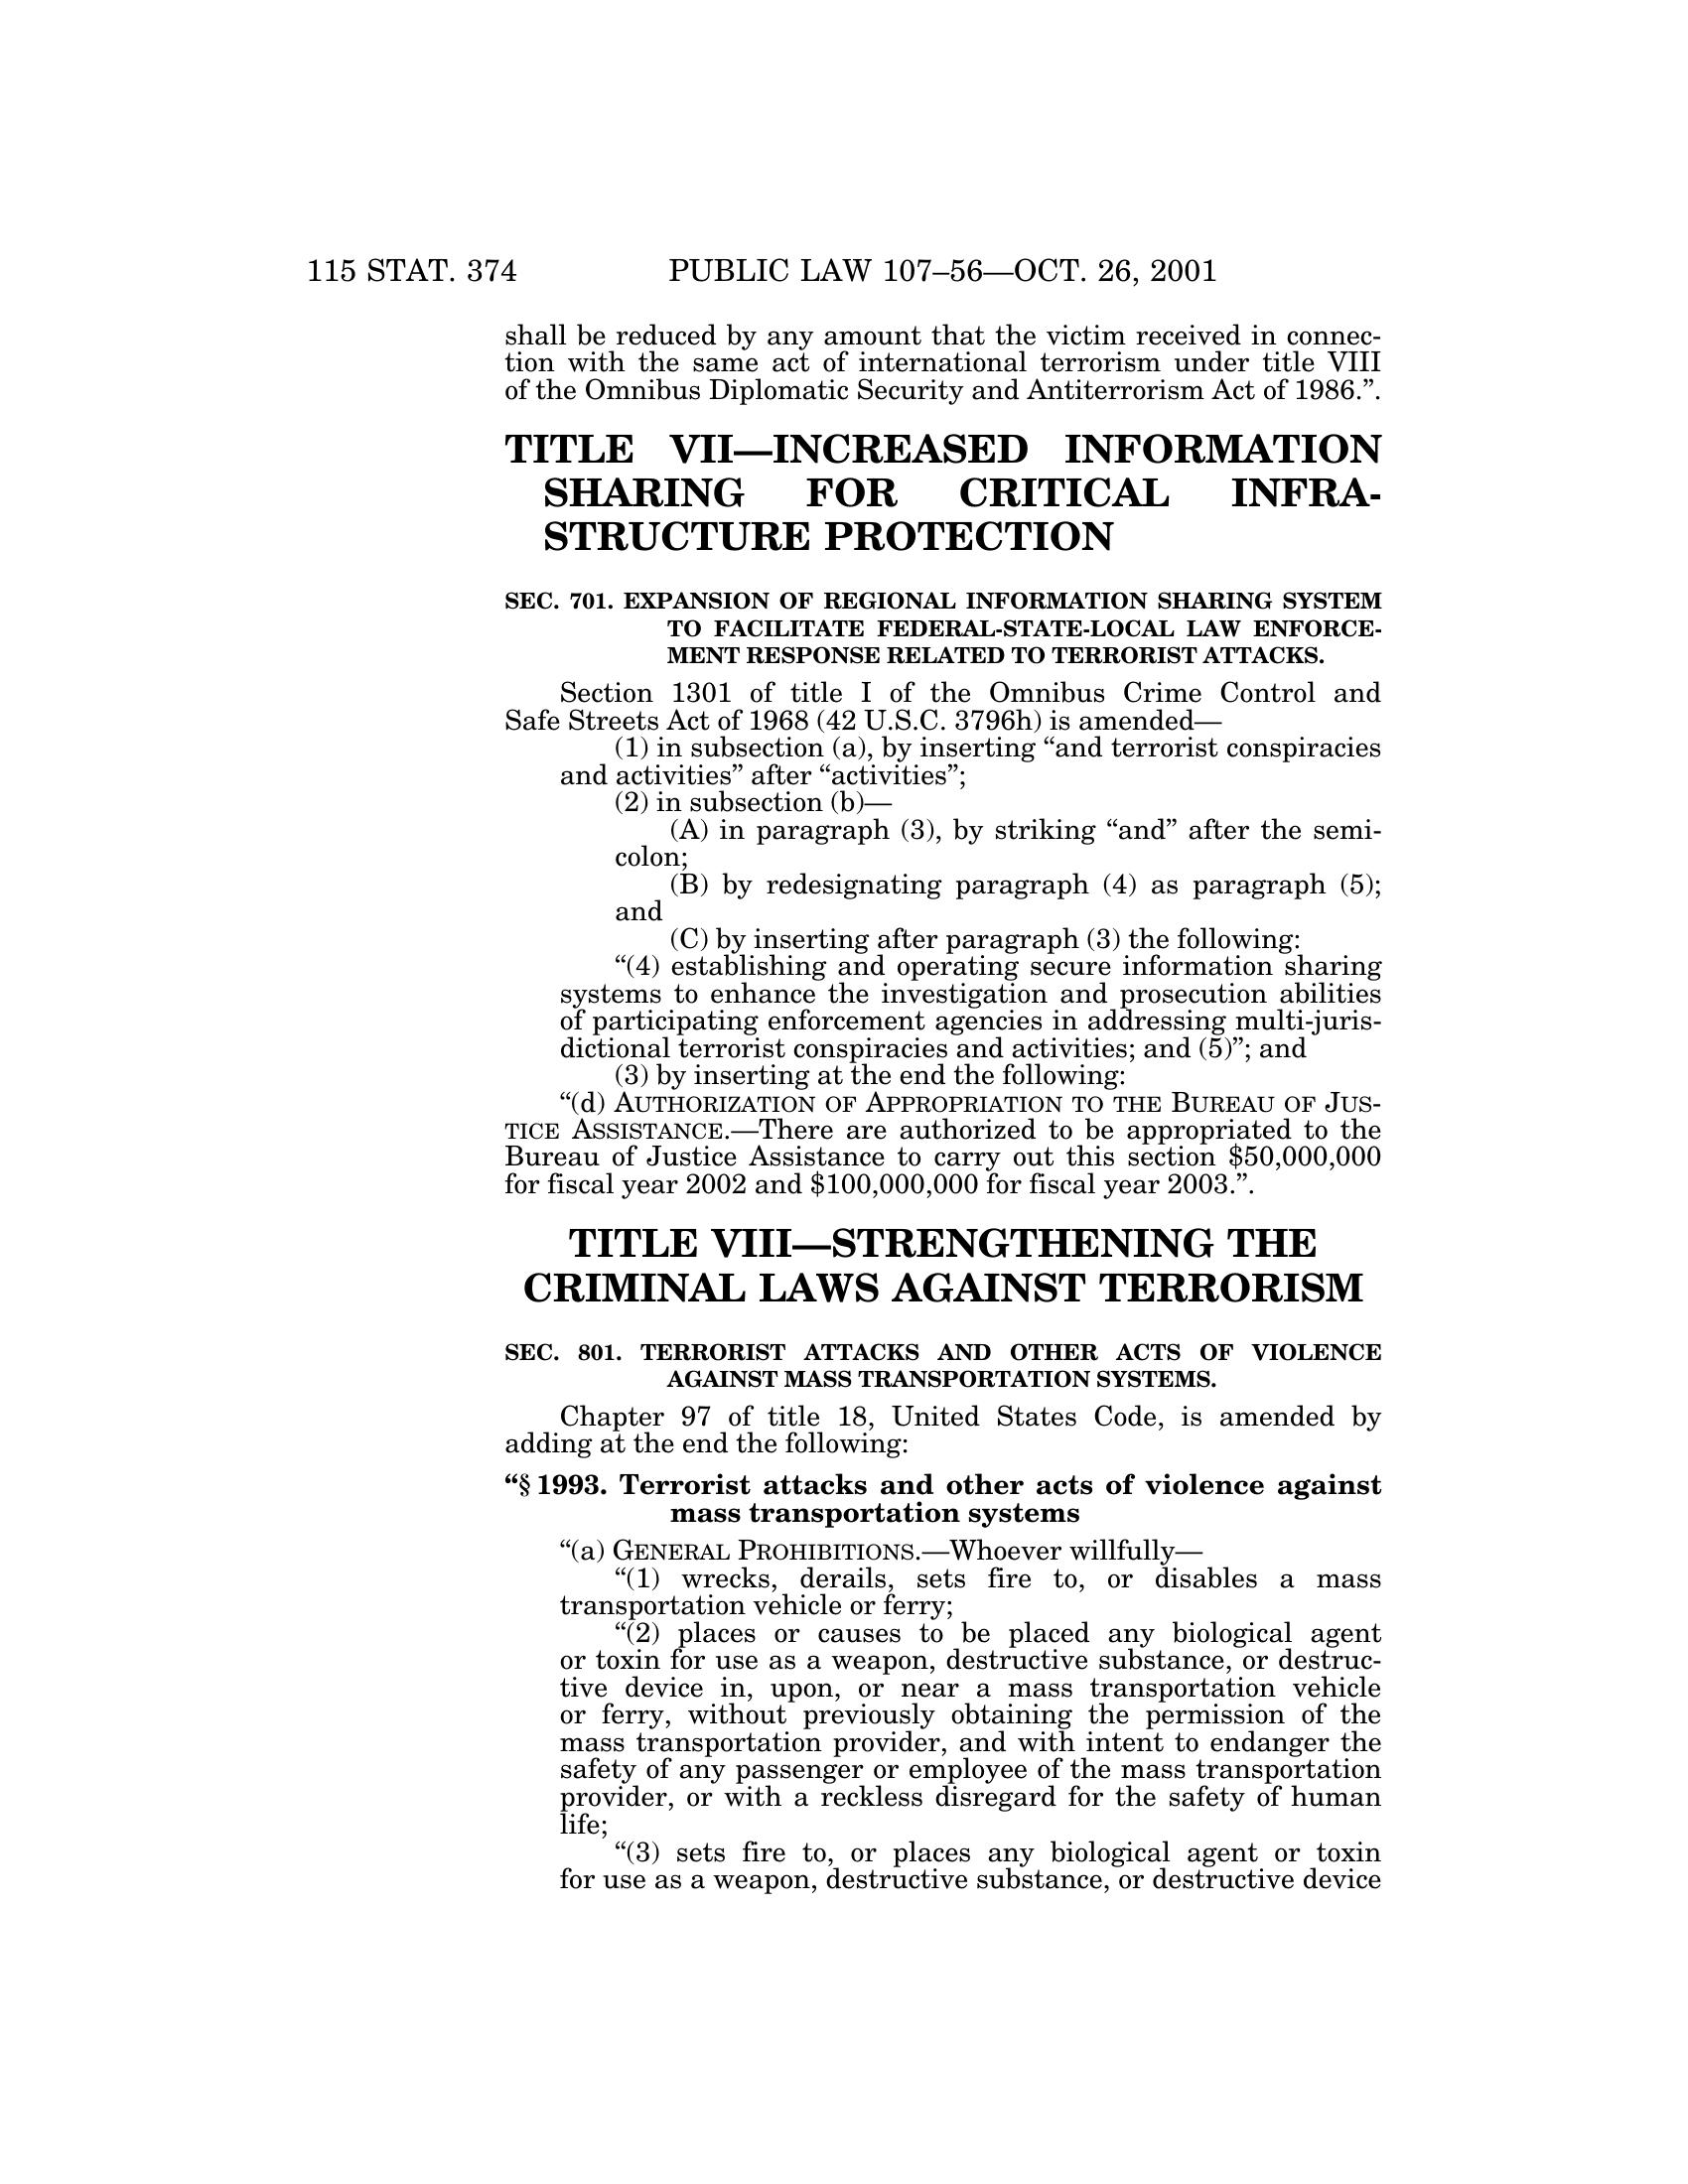 115 STAT. 374 PUBLIC LAW 107–56—OCT. 26, 2001
shall be reduced by any amount that the victim received in connec-
tion with the same act of international terrorism under title VIII
of the Omnibus Diplomatic Security and Antiterrorism Act of 1986.”.
TITLE VII—INCREASED INFORMATION
SHARING FOR CRITICAL INFRA-
STRUCTURE PROTECTION
SEC. 701. EXPANSION OF REGIONAL INFORMATION SHARING SYSTEM
TO FACILITATE FEDERAL-STATE-LOCAL LAW ENFORCE-
MENT RESPONSE RELATED TO TERRORIST ATTACKS.
Section 1301 of title I of the Omnibus Crime Control and
Safe Streets Act of 1968 (42 U.S.C. 3796h) is amended—
(1) in subsection (a), by inserting “and terrorist conspiracies
and activities” after “activities”;
(2) in subsection (b)—
(A) in paragraph (3), by striking “and” after the semi-
colon;
(B) by redesignating paragraph (4) as paragraph (5);
and
(C) by inserting after paragraph (3) the following:
“(4) establishing and operating secure information sharing
systems to enhance the investigation and prosecution abilities
of participating enforcement agencies in addressing multi-juris-
dictional terrorist conspiracies and activities; and (5)”; and
(3) by inserting at the end the following:
“(d) AUTHORIZATION OF APPROPRIATION TO THE BUREAU OF JUS-
TICE ASSISTANCE.—There are authorized to be appropriated to the
Bureau of Justice Assistance to carry out this section $50,000,000
for fiscal year 2002 and $100,000,000 for fiscal year 2003.”.
TITLE VIII—STRENGTHENING THE
CRIMINAL LAWS AGAINST TERRORISM
SEC. 801. TERRORIST ATTACKS AND OTHER ACTS OF VIOLENCE
AGAINST MASS TRANSPORTATION SYSTEMS.
Chapter 97 of title 18, United States Code, is amended by
adding at the end the following:
“§ 1993. Terrorist attacks and other acts of violence against
mass transportation systems
“(a) GENERAL PROHIBITIONS.—Whoever willfully—
“(1) wrecks, derails, sets fire to, or disables a mass
transportation vehicle or ferry;
“(2) places or causes to be placed any biological agent
or toxin for use as a weapon, destructive substance, or destruc-
tive device in, upon, or near a mass transportation vehicle
or ferry, without previously obtaining the permission of the
mass transportation provider, and with intent to endanger the
safety of any passenger or employee of the mass transportation
provider, or with a reckless disregard for the safety of human
life;
“(3) sets fire to, or places any biological agent or toxin
for use as a weapon, destructive substance, or destructive device